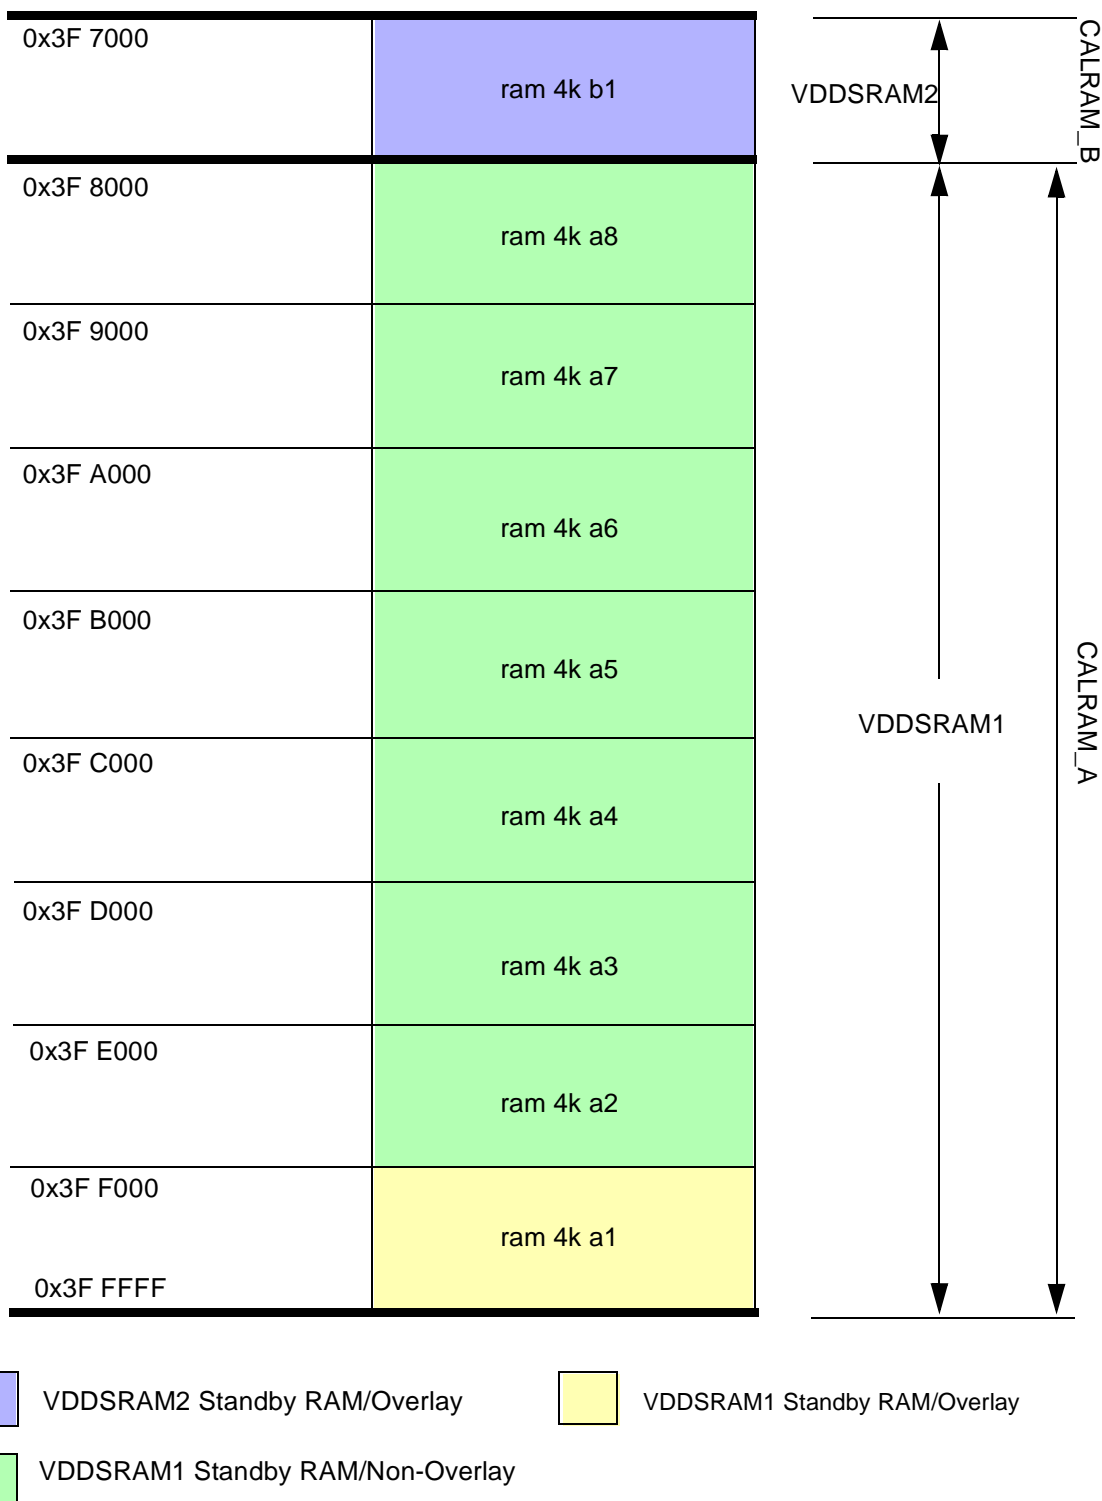 0x3F 7000
ram 4k b1
VDDSRAM2
CALRAM_B
0x3F 8000
ram 4k a8
0x3F 9000
ram 4k a7
0x3F A000
ram 4k a6
0x3F B000
ram 4k a5
CALRAM_A
VDDSRAM1
0x3F C000
ram 4k a4
0x3F D000
ram 4k a3
0x3F E000
ram 4k a2
0x3F F000
ram 4k a1
0x3F FFFF
VDDSRAM2 Standby RAM/Overlay
VDDSRAM1 Standby RAM/Overlay
VDDSRAM1 Standby RAM/Non-Overlay